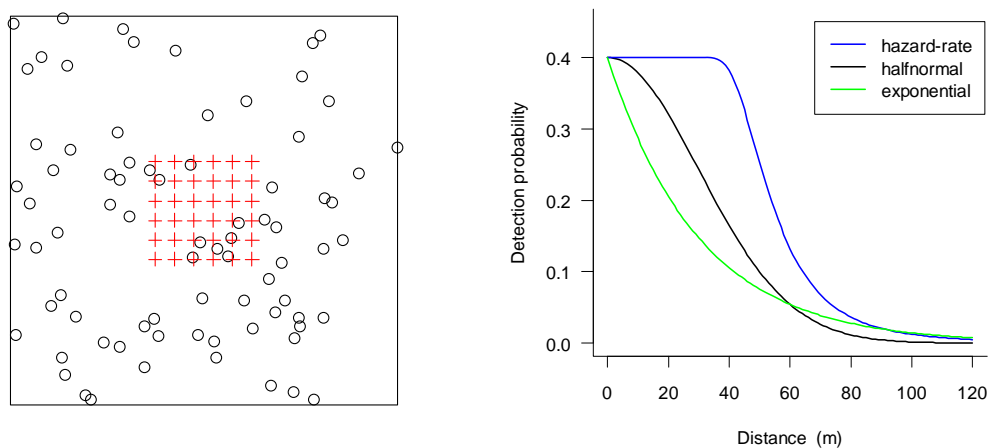 hazard-rate
halfnormal
exponential
0.4
0.3
0.2
0.1
0.0
Detection probability
0 20 40 60 80 100 120
Distance (m)